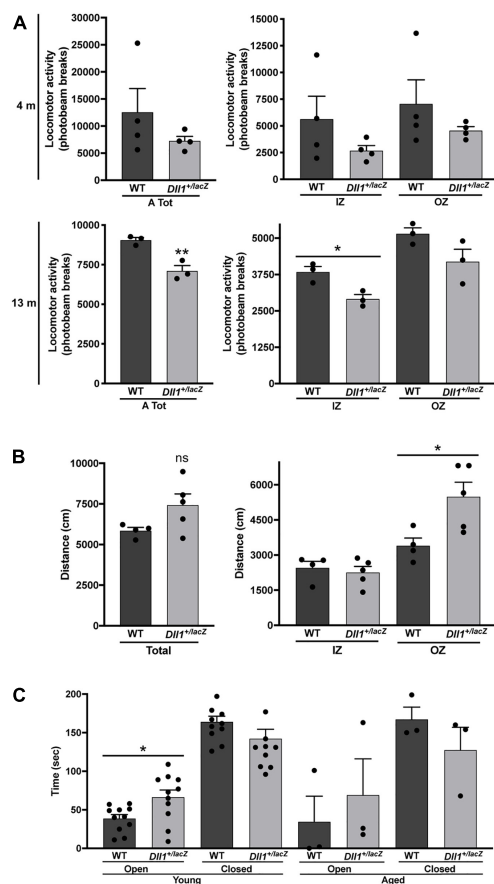 A
4 m
Locomotor activity
(photobeam breaks)
30000
25000
20000
15000
10000
5000
0
WT Dll1+/lacZ
A Tot
Locomotor activity
(photobeam breaks)
15000
12500
10000
7500
5000
2500
0
WT Dll1+/lacZ WT Dll1+/lacZ
IZ OZ
13 m
Locomotor activity
(photobeam breaks)
10000
7500
5000
2500
0
**
WT Dll1+/lacZ
A Tot
Locomotor activity
(photobeam breaks)
5000
3750
2500
1250
0
*
WT Dll1+/lacZ WT Dll1+/lacZ
IZ OZ
B
Distance (cm)
10000
7500
5000
2500
0
ns
WT Dll1+/lacZ
Total
Distance (cm)
7500
6000
4500
3000
1500
0
*
WT Dll1+/lacZ WT Dll1+/lacZ
IZ OZ
C
Time (sec)
200
150
100
50
0
*
WT Dll1+/lacZ WT Dll1+/lacZ WT Dll1+/lacZ WT Dll1+/lacZ
Open Closed Open Closed
Young Aged